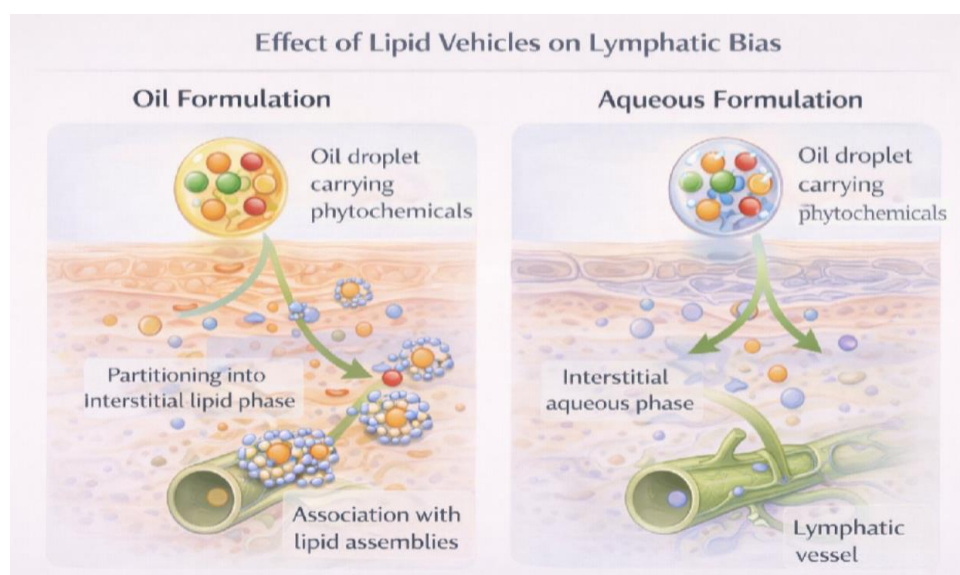 Effect of Lipid Vehicles on Lymphatic Bias
Oil Formulation
Oil droplet
carrying
phytochemicals
Partitioning into
Interstitial lipid phase
Association with
lipid assemblies
Aqueous Formulation
Oil droplet
carrying
phytochemicals
Interstitial
aqueous phase
Lymphatic
vessel